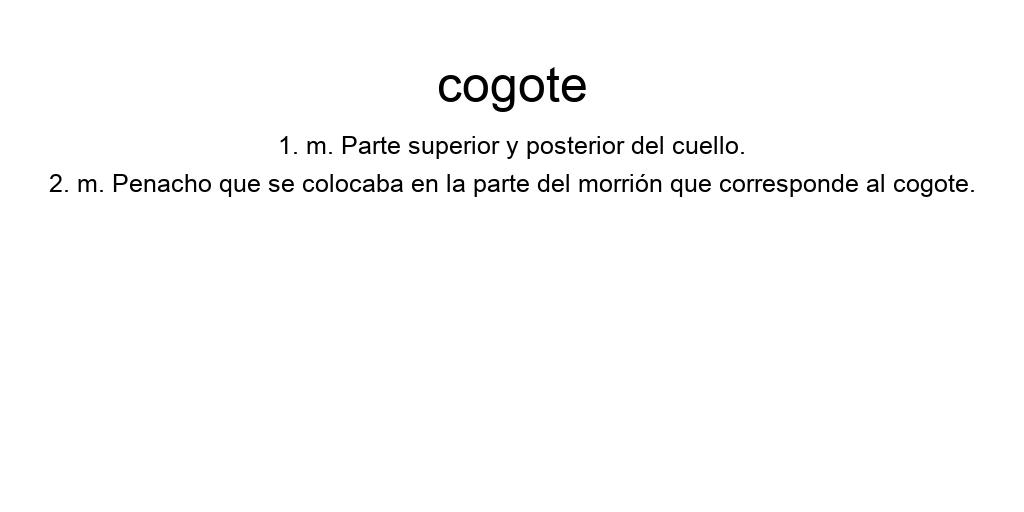 cogote
1. m. Parte superior y posterior del cuello.
2. m. Penacho que se colocaba en la parte del morrión que corresponde al cogote.